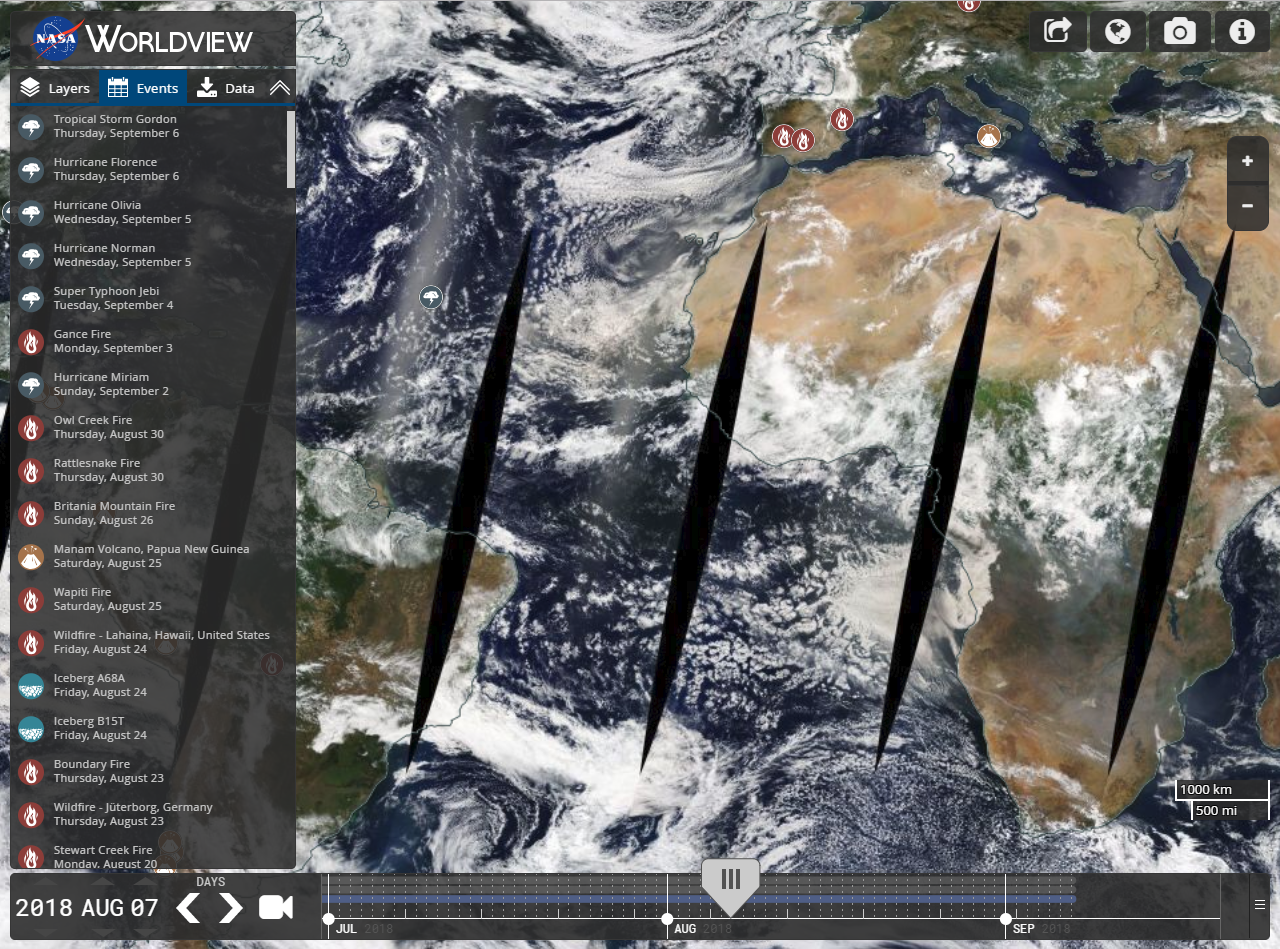 NASA WORLDVIEW
Layers Events Data
Tropical Storm Gordon
Thursday, September 6
Hurricane Florence
Thursday, September 6
Hurricane Olivia
Wednesday, September 5
Hurricane Norman
Wednesday, September 5
Super Typhoon Jebi
Tuesday, September 4
Gance Fire
Monday, September 3
Hurricane Miriam
Sunday, September 2
Owl Creek Fire
Thursday, August 30
Rattlesnake Fire
Thursday, August 30
Britania Mountain Fire
Sunday, August 26
Manam Volcano, Papua New Guinea
Saturday, August 25
Wapiti Fire
Saturday, August 25
Wildfire - Lahaina, Hawaii, United States
Friday, August 24
Iceberg A68A
Friday, August 24
Iceberg B15T
Friday, August 24
Boundary Fire
Thursday, August 23
Wildfire - Jüterborg, Germany
Thursday, August 23
Stewart Creek Fire
Monday, August 20
+
-
1000 km
500 mi
DAYS
2018 AUG 07
JUL 2018 AUG 2018 SEP 2018